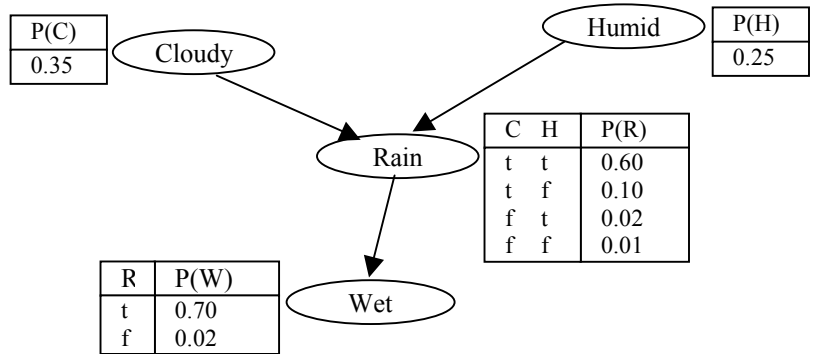 P(C)
0.35
Cloudy
Humid
P(H)
0.25
Rain
C H P(R)
t t 0.60
t f 0.10
f t 0.02
f f 0.01
R P(W)
t 0.70
f 0.02
Wet